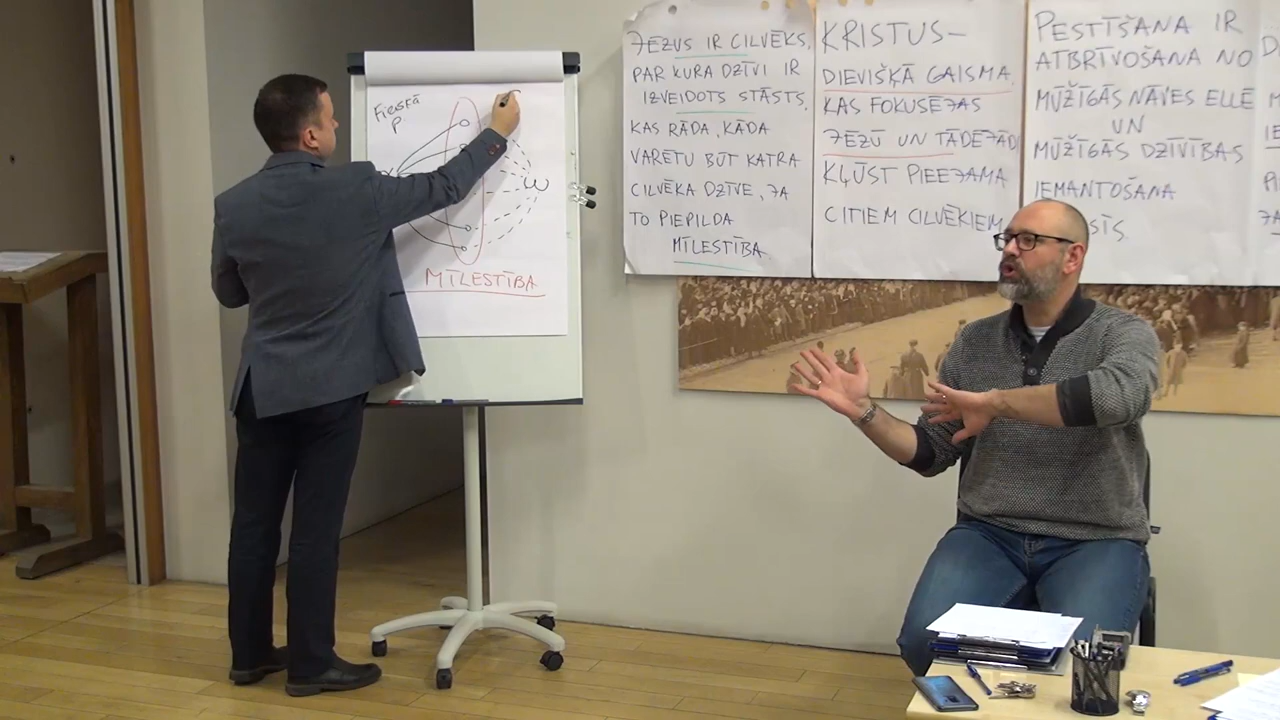 P.
ω
MĪLESTĪBA
JĒZUS IR CILVĒKS,
PAR KURA DZĪVI IR
IZVEIDOTS STĀSTS,
KAS RĀDA, KĀDA
VARĒTU BŪT KATRA
CILVĒKA DZĪVE, JA
TO PIEPILDA
MĪLESTĪBA.
KRISTUS –
DIEVIŠĶĀ GAISMA,
KAS FOKUSĒJAS
JĒZŪ UN TĀDĒJĀDI
KĻŪST PIEEJAMA
CITIEM CILVĒKIEM
PESTĪŠANA IR
ATBRĪVOŠANA NO
MŪŽĪGĀS NĀVES ELLĒ
UN
MŪŽĪGĀS DZĪVĪBAS
IEMANTOŠANA